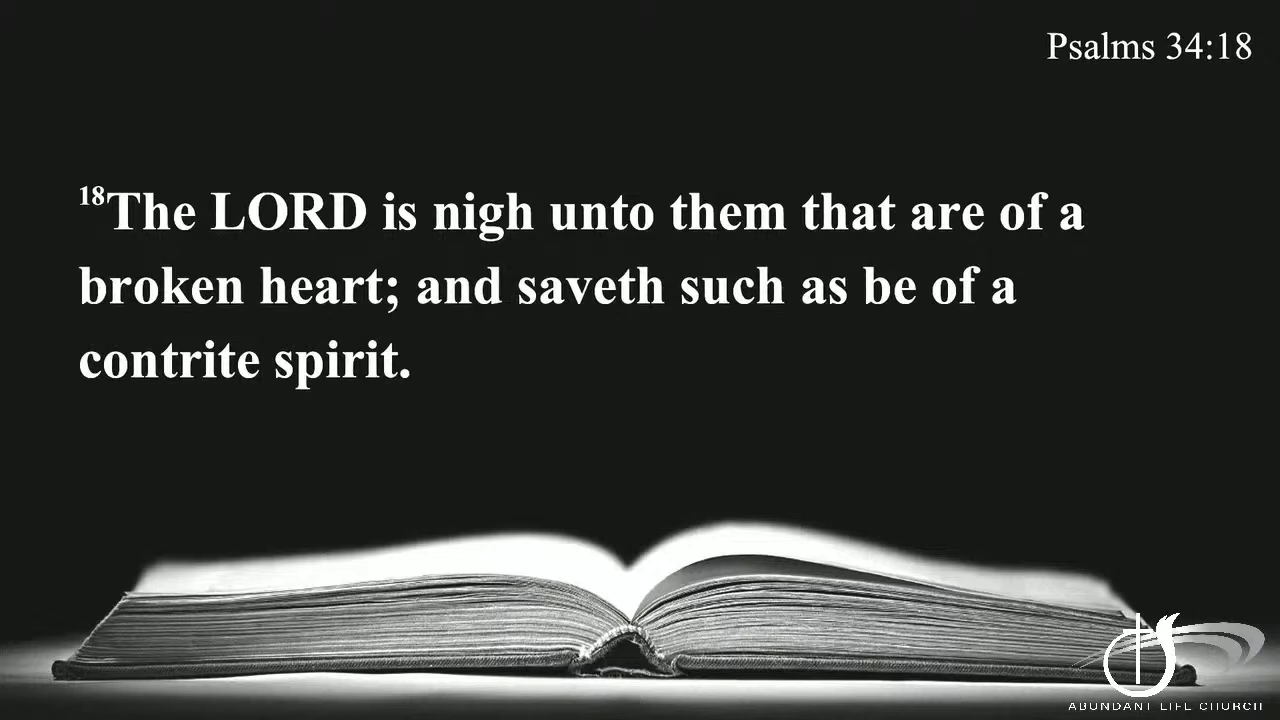 Psalms 34:18
18The LORD is nigh unto them that are of a
broken heart; and saveth such as be of a
contrite spirit.
ABUNDANT LIFE CHURCH